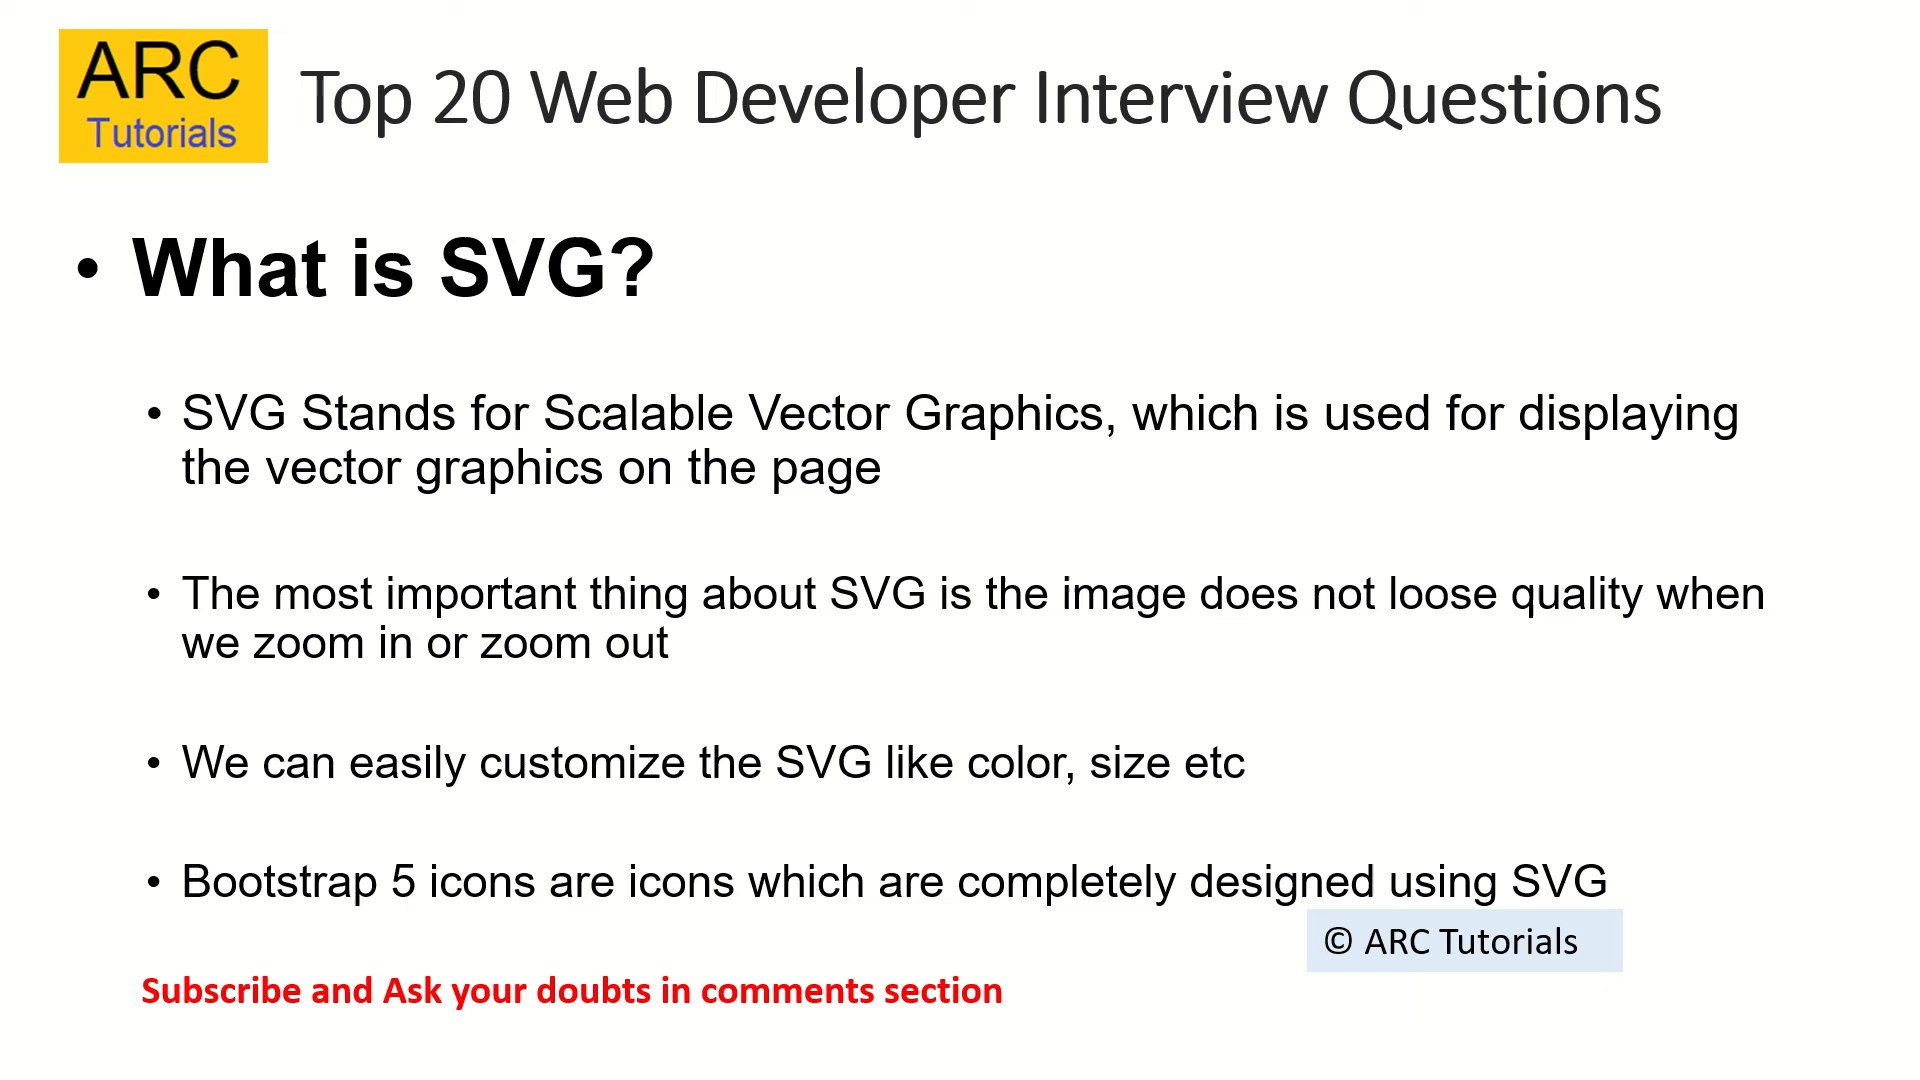 ARC
Tutorials
Top 20 Web Developer Interview Questions
• What is SVG?
• SVG Stands for Scalable Vector Graphics, which is used for displaying
the vector graphics on the page
• The most important thing about SVG is the image does not loose quality when
we zoom in or zoom out
• We can easily customize the SVG like color, size etc
• Bootstrap 5 icons are icons which are completely designed using SVG
© ARC Tutorials
Subscribe and Ask your doubts in comments section